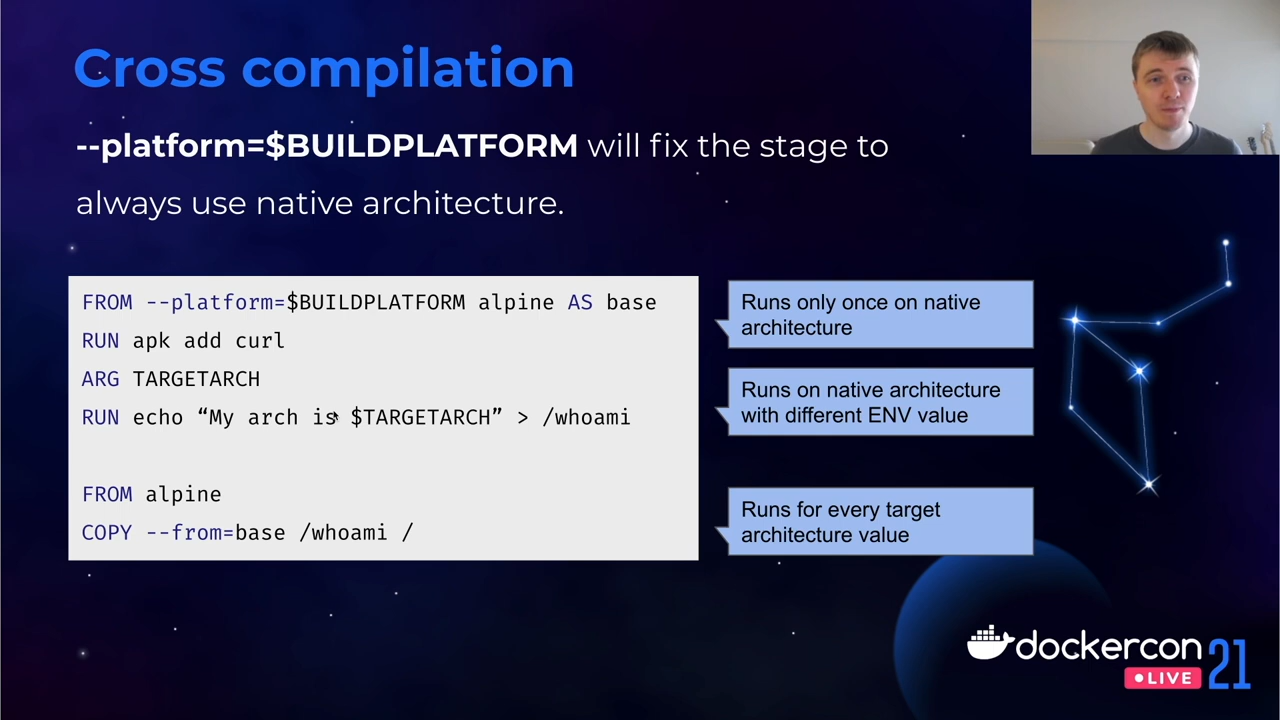 Cross compilation
--platform=$BUILDPLATFORM will fix the stage to
always use native architecture.
FROM --platform=$BUILDPLATFORM alpine AS base
RUN apk add curl
ARG TARGETARCH
RUN echo “My arch is $TARGETARCH” > /whoami
FROM alpine
COPY --from=base /whoami /
Runs only once on native
architecture
Runs on native architecture
with different ENV value
Runs for every target
architecture value
dockercon
LIVE
21